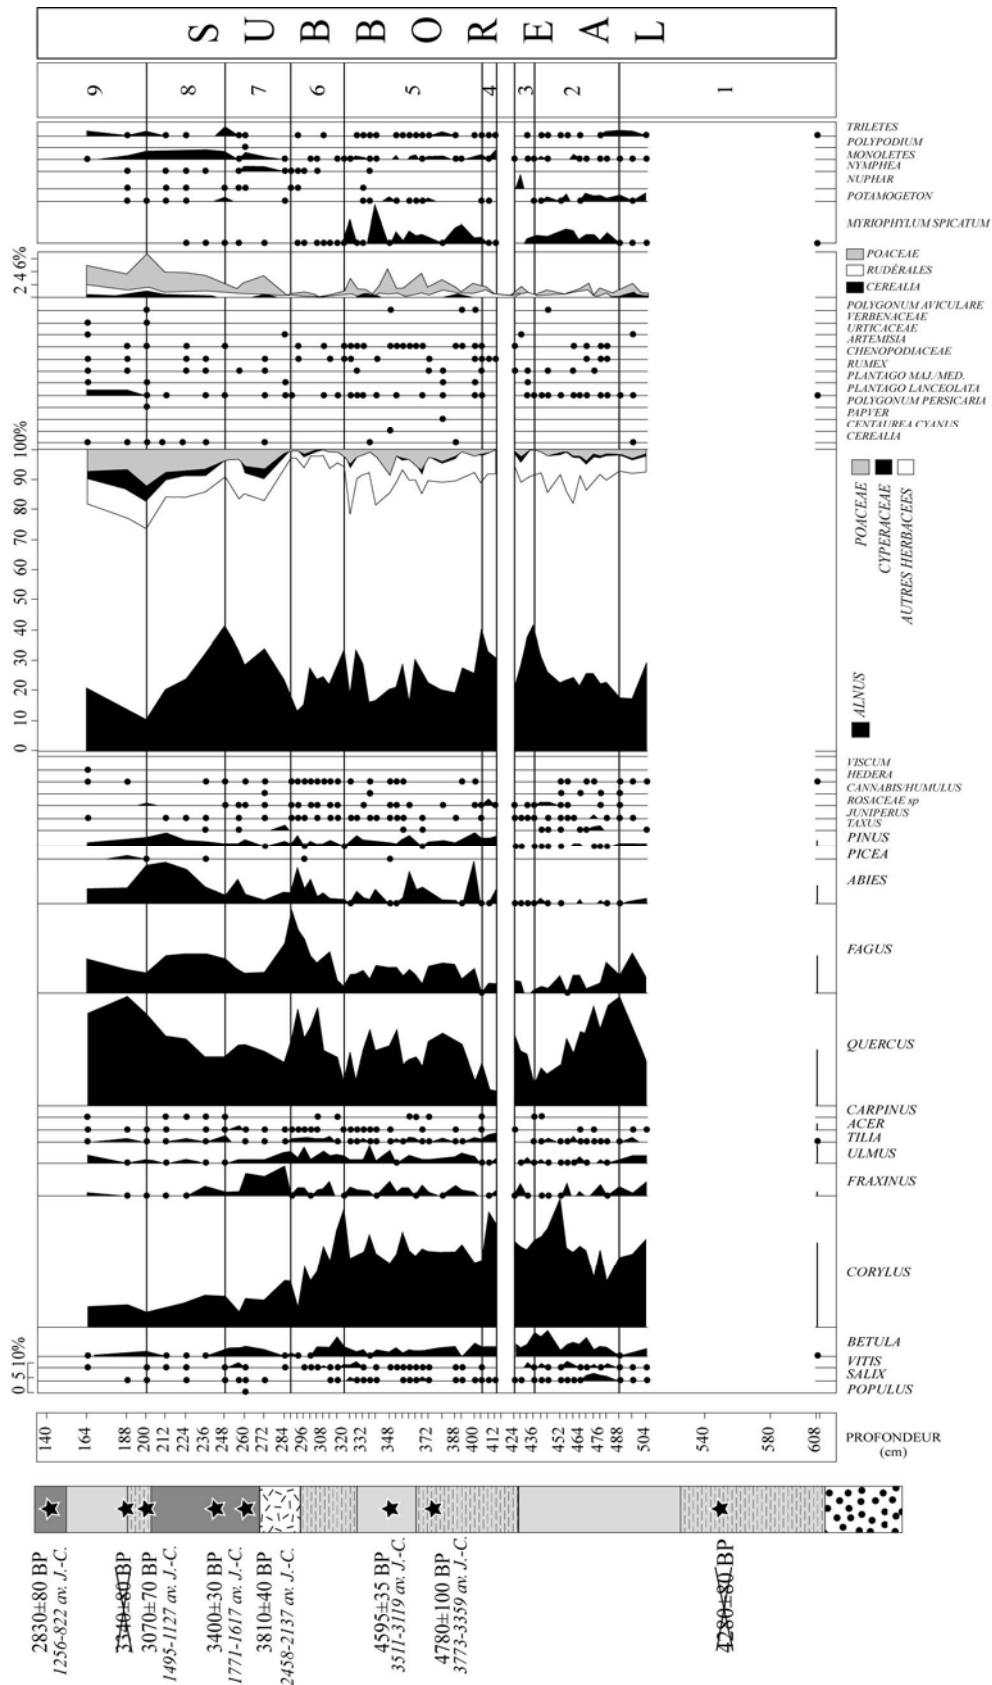 SUBBOREAL
9
8
7
6
5
4
3
2
1
TRILETES
POLYPODIUM
MONOLETES
NYMPHEA
NUPHAR
POTAMOGETON
MYRIOPHYLUM SPICATUM
2 4 6%
POACEAE
RUDÉRALES
CEREALIA
POLYGONUM AVICULARE
VERBENACEAE
URTICACEAE
ARTEMISIA
CHENOPODIACEAE
RUMEX
PLANTAGO MAJ./MED.
PLANTAGO LANCEOLATA
POLYGONUM PERSICARIA
PAPVER
CENTAUREA CYANUS
CEREALIA
0 10 20 30 40 50 60 70 80 90 100%
POACEAE
CYPERACEAE
AUTRES HERBACEES
ALNUS
VISCUM
HEDERA
CANNABIS/HUMULUS
ROSACEAE sp
JUNIPERUS
TAXUS
PINUS
PICEA
ABIES
FAGUS
QUERCUS
CARPINUS
ACER
TILIA
ULMUS
FRAXINUS
CORYLUS
BETULA
VITIS
SALIX
POPULUS
0 5 10%
140 164 188 200 212 224 236 248 260 272 284 296 308 320 332 348 372 388 400 412 424 436 452 464 476 488 504 540 580 608
PROFONDEUR
(cm)
2830±80 BP
1256-822 av. J.-C.
3340±80 BP
3070±70 BP
1495-1127 av. J.-C.
3400±30 BP
1771-1617 av. J.-C.
3810±40 BP
2458-2137 av. J.-C.
4595±35 BP
3511-3119 av. J.-C.
4780±100 BP
3773-3359 av. J.-C.
4280±80 BP